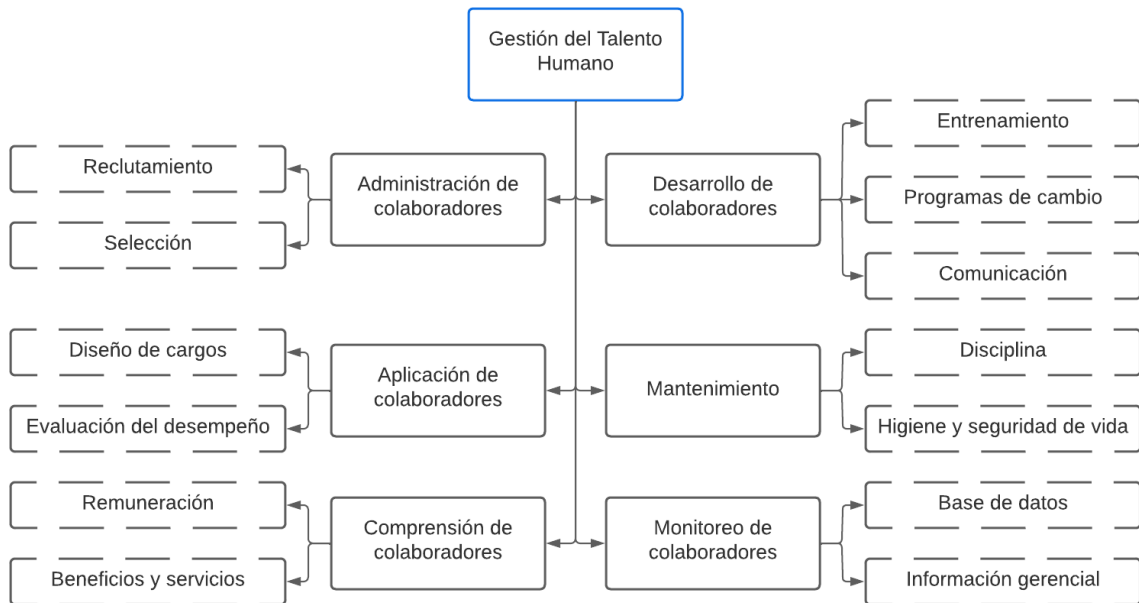 Gestión del Talento
Humano
Reclutamiento
Selección
Administración de
colaboradores
Desarrollo de
colaboradores
Entrenamiento
Programas de cambio
Comunicación
Diseño de cargos
Evaluación del desempeño
Aplicación de
colaboradores
Mantenimiento
Disciplina
Higiene y seguridad de vida
Remuneración
Beneficios y servicios
Comprensión de
colaboradores
Monitoreo de
colaboradores
Base de datos
Información gerencial